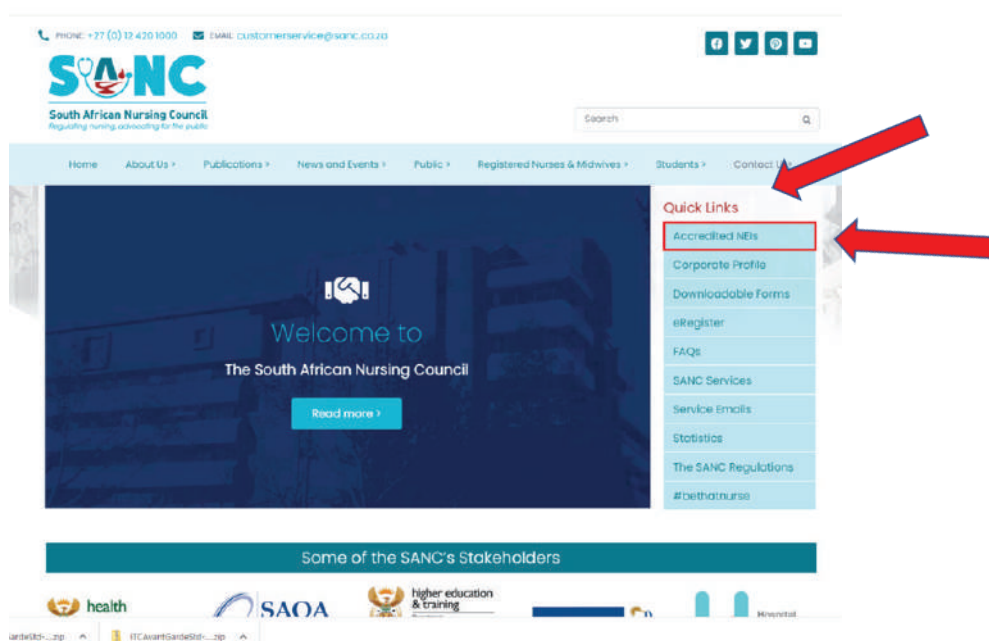 PHONE: +27 (0) 12 420 1000 EMAIL: customerservice@sanc.co.za
SANC
South African Nursing Council
Regulating nursing, advocating for the public
Search
Home About Us > Publications > News and Events > Public > Registered Nurses & Midwives > Students > Contact
Quick Links
Accredited NEIs
Corporate Profile
Downloadable Forms
eRegister
FAQs
SANC Services
Service Emails
Statistics
The SANC Regulations
#bethatnurse
Welcome to
The South African Nursing Council
Read more >
Some of the SANC's Stakeholders
health
SAQA
higher education
& training
Hospital
ITCAvantGardeStd-....zip